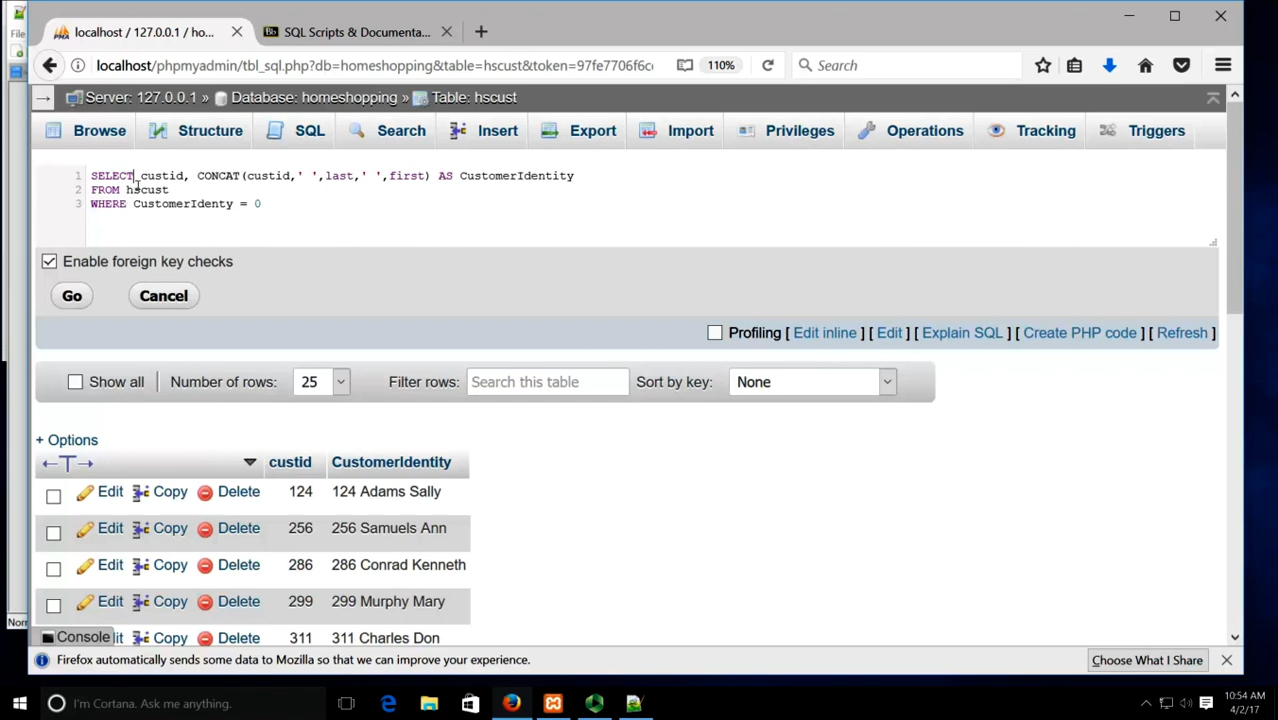 File
localhost / 127.0.0.1 / ho...
SQL Scripts & Documenta...
localhost/phpmyadmin/tbl_sql.php?db=homeshopping&table=hscust&token=97fe7706f6cc
110%
Search
Server: 127.0.0.1 » Database: homeshopping » Table: hscust
Browse Structure SQL Search Insert Export Import Privileges Operations Tracking Triggers
1 SELECT custid, CONCAT(custid,' ',last,' ',first) AS CustomerIdentity
2 FROM hscust
3 WHERE CustomerIdenty = 0
Enable foreign key checks
Go Cancel
Profiling [ Edit inline ] [ Edit ] [ Explain SQL ] [ Create PHP code ] [ Refresh ]
Show all Number of rows: 25 Filter rows: Search this table Sort by key: None
+ Options
custid CustomerIdentity
Edit Copy Delete 124 124 Adams Sally
Edit Copy Delete 256 256 Samuels Ann
Edit Copy Delete 286 286 Conrad Kenneth
Edit Copy Delete 299 299 Murphy Mary
Console Copy Delete 311 311 Charles Don
Firefox automatically sends some data to Mozilla so that we can improve your experience. Choose What I Share
I'm Cortana. Ask me anything.
10:54 AM
4/2/17